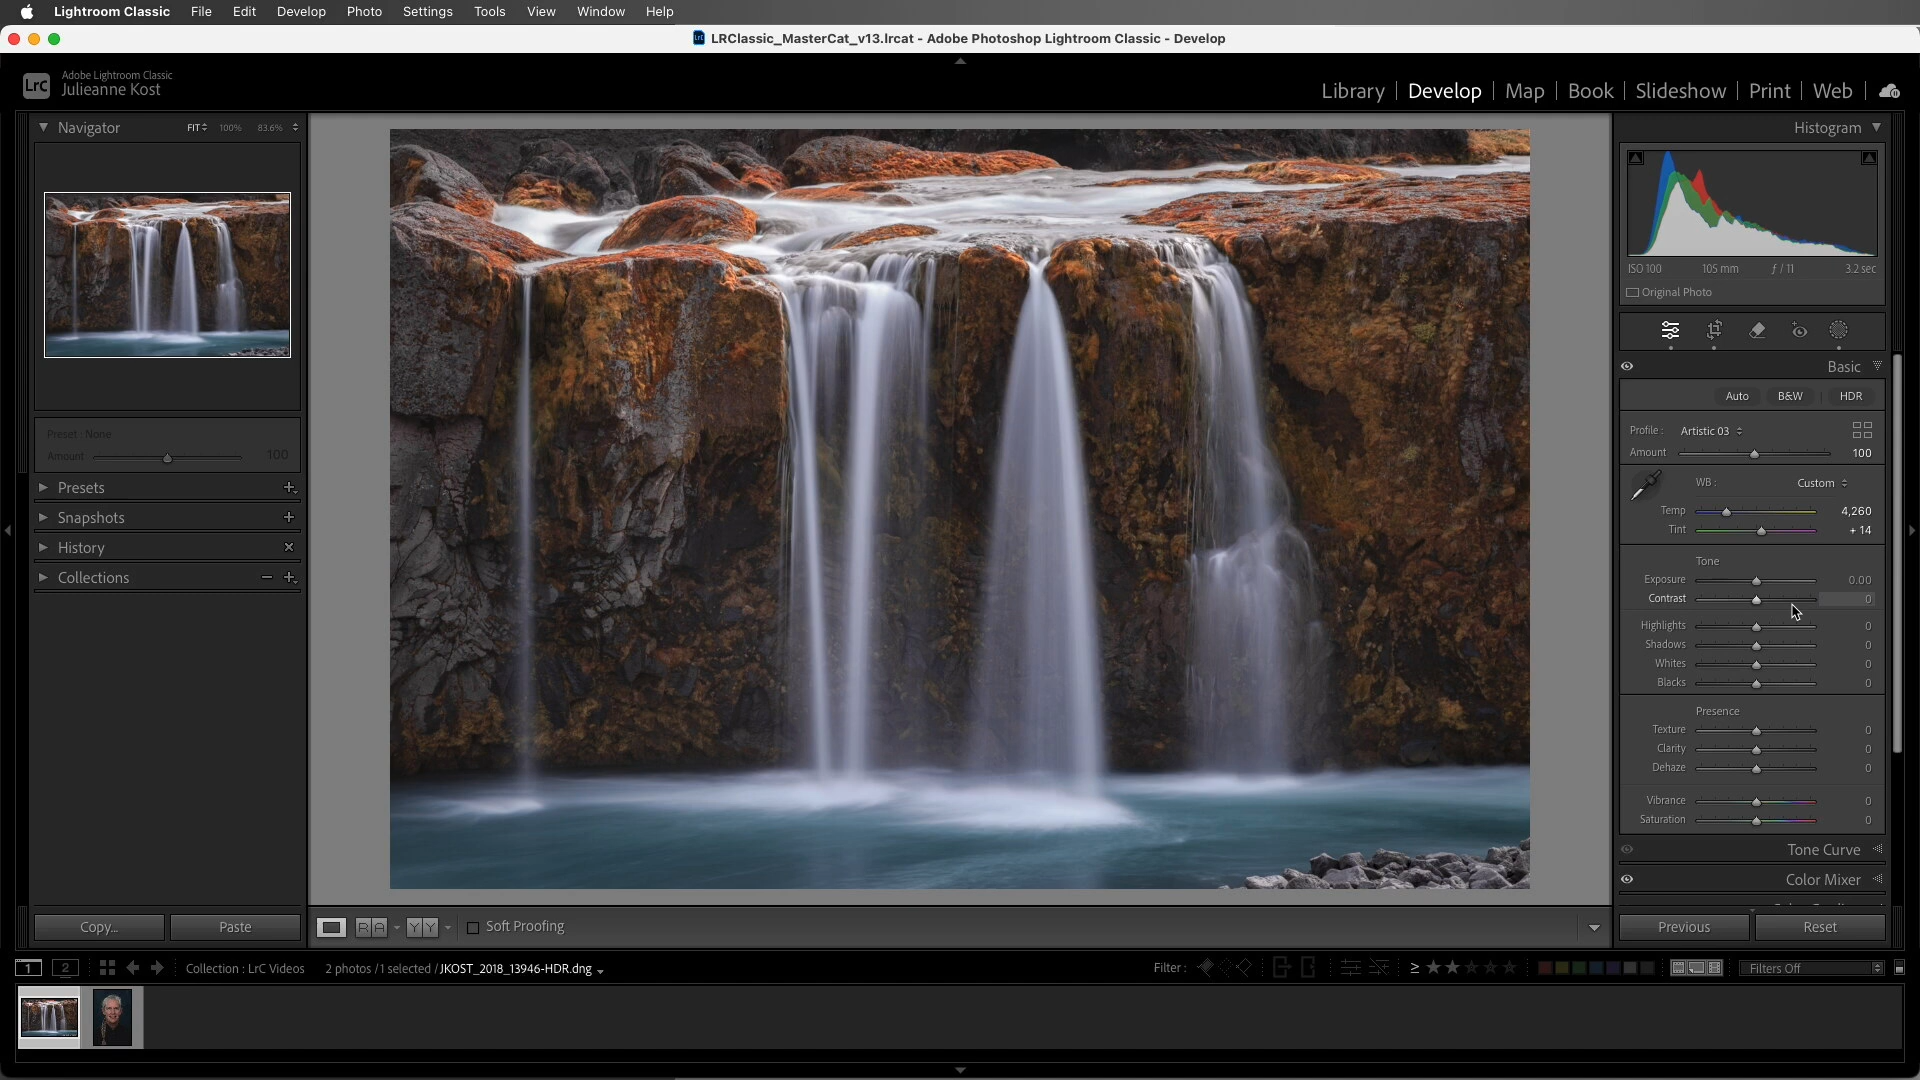 Lightroom Classic File Edit Develop Photo Settings Tools View Window Help
LrC LRClassic_MasterCat_v13.lrcat - Adobe Photoshop Lightroom Classic - Develop
LrC
Adobe Lightroom Classic
Julieanne Kost
Library | Develop | Map | Book | Slideshow | Print | Web |
Navigator FIT 100% 83.6%
Preset : None
Amount 100
Presets
Snapshots
History
Collections
Copy... Paste
R A Y Y Soft Proofing
Histogram
ISO 100 105 mm ƒ / 11 3.2 sec
Original Photo
Basic
Auto B&W HDR
Profile : Artistic 03
Amount 100
WB : Custom
Temp 4,260
Tint + 14
Tone
Exposure 0.00
Contrast 0
Highlights 0
Shadows 0
Whites 0
Blacks 0
Presence
Texture 0
Clarity 0
Dehaze 0
Vibrance 0
Saturation 0
Tone Curve
Color Mixer
Previous Reset
1 2 Collection : LrC Videos 2 photos / 1 selected / JKOST_2018_13946-HDR.dng Filter : ≥ Filters Off